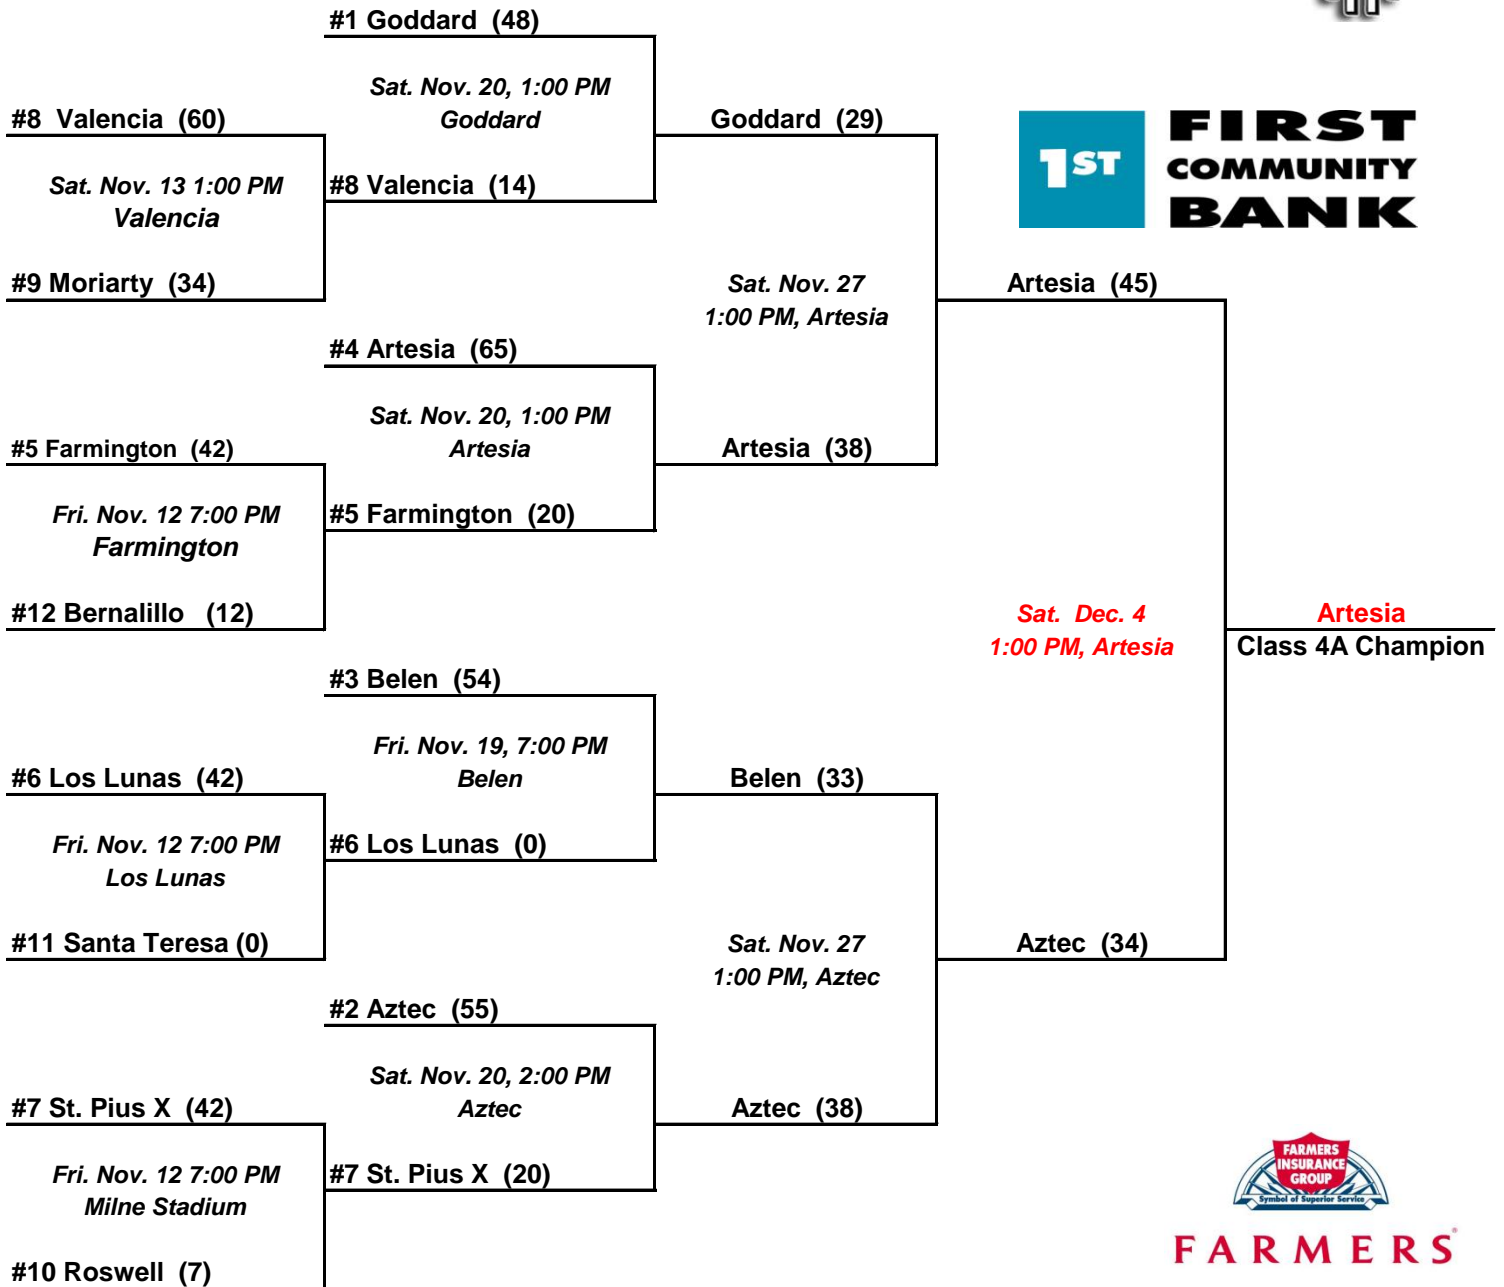 #1 Goddard (48)
Sat. Nov. 20, 1:00 PM
Goddard
#8 Valencia (60)
Goddard (29)
Sat. Nov. 13 1:00 PM
Valencia
#8 Valencia (14)
#9 Moriarty (34)
Sat. Nov. 27
1:00 PM, Artesia
Artesia (45)
#4 Artesia (65)
Sat. Nov. 20, 1:00 PM
Artesia
#5 Farmington (42)
Artesia (38)
Fri. Nov. 12 7:00 PM
Farmington
#5 Farmington (20)
#12 Bernalillo (12)
Sat. Dec. 4
1:00 PM, Artesia
Artesia
Class 4A Champion
#3 Belen (54)
Fri. Nov. 19, 7:00 PM
Belen
#6 Los Lunas (42)
Belen (33)
Fri. Nov. 12 7:00 PM
Los Lunas
#6 Los Lunas (0)
#11 Santa Teresa (0)
Sat. Nov. 27
1:00 PM, Aztec
Aztec (34)
#2 Aztec (55)
Sat. Nov. 20, 2:00 PM
Aztec
#7 St. Pius X (42)
Aztec (38)
Fri. Nov. 12 7:00 PM
Milne Stadium
#7 St. Pius X (20)
#10 Roswell (7)
1ST
FIRST
COMMUNITY
BANK
FARMERS
INSURANCE
GROUP
Symbol of Superior Service
FARMERS